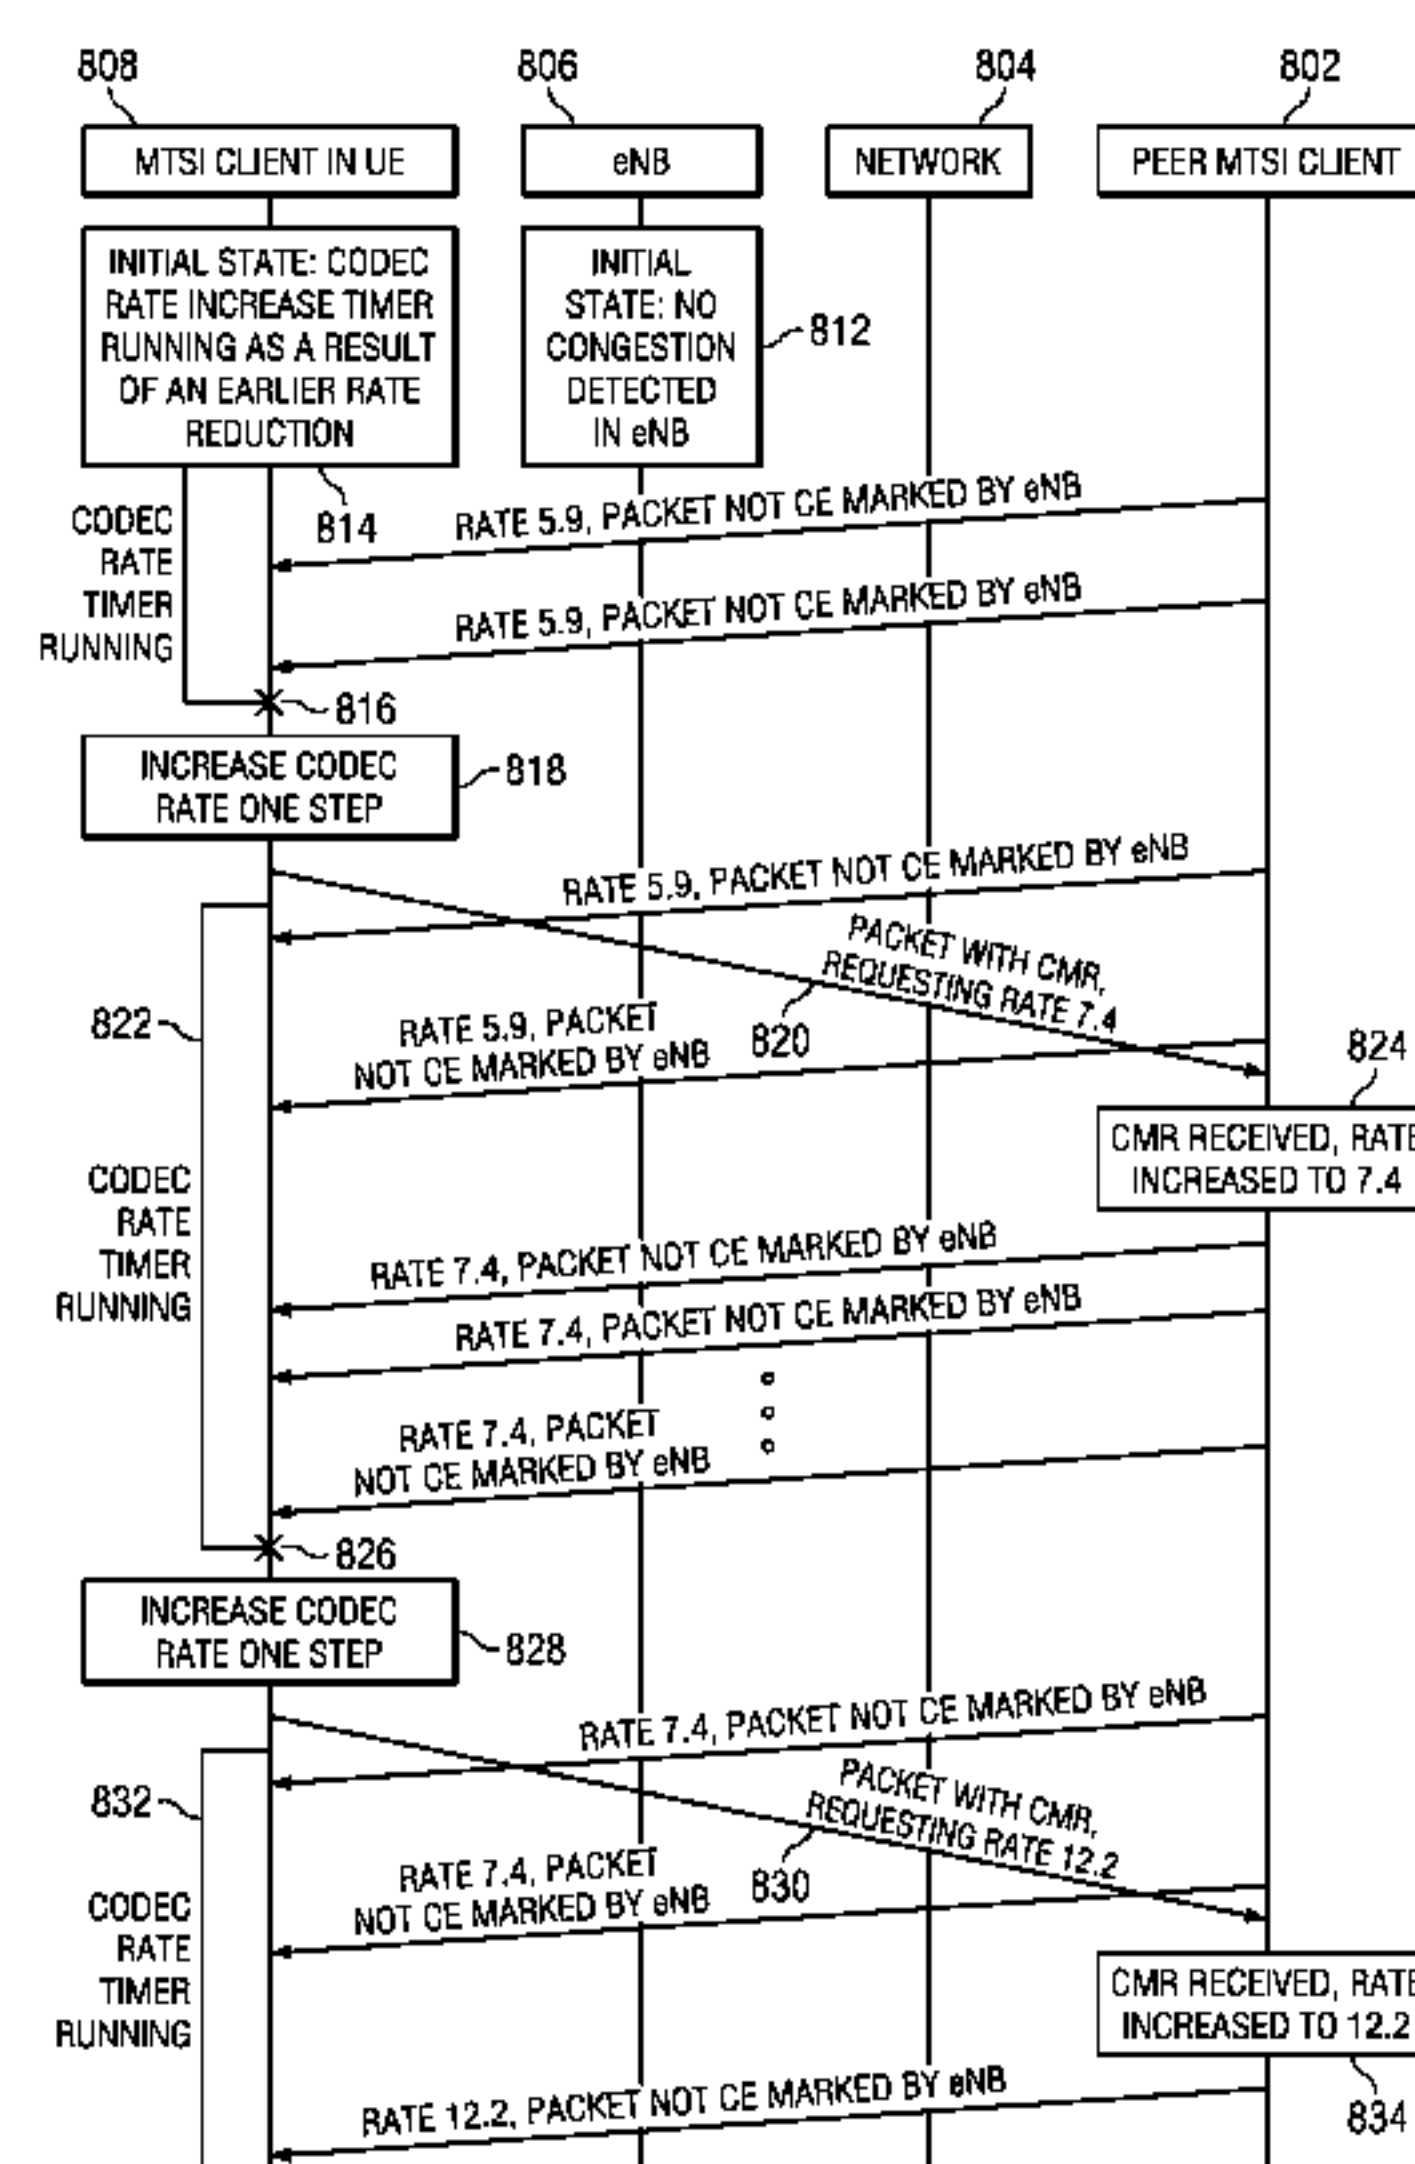 808
806
804
802
MTSI CLIENT IN UE
eNB
NETWORK
PEER MTSI CLIENT
INITIAL STATE: CODEC
RATE INCREASE TIMER
RUNNING AS A RESULT
OF AN EARLIER RATE
REDUCTION
INITIAL
STATE: NO
CONGESTION
DETECTED
IN eNB
812
814
CODEC
RATE
TIMER
RUNNING
RATE 5.9, PACKET NOT CE MARKED BY eNB
RATE 5.9, PACKET NOT CE MARKED BY eNB
816
INCREASE CODEC
RATE ONE STEP
818
RATE 5.9, PACKET NOT CE MARKED BY eNB
PACKET WITH CMR,
REQUESTING RATE 7.4
820
822
RATE 5.9, PACKET
NOT CE MARKED BY eNB
824
CMR RECEIVED, RATE
INCREASED TO 7.4
CODEC
RATE
TIMER
RUNNING
RATE 7.4, PACKET NOT CE MARKED BY eNB
RATE 7.4, PACKET NOT CE MARKED BY eNB
RATE 7.4, PACKET
NOT CE MARKED BY eNB
826
INCREASE CODEC
RATE ONE STEP
828
RATE 7.4, PACKET NOT CE MARKED BY eNB
PACKET WITH CMR,
REQUESTING RATE 12.2
830
832
RATE 7.4, PACKET
NOT CE MARKED BY eNB
CODEC
RATE
TIMER
RUNNING
CMR RECEIVED, RATE
INCREASED TO 12.2
834
RATE 12.2, PACKET NOT CE MARKED BY eNB